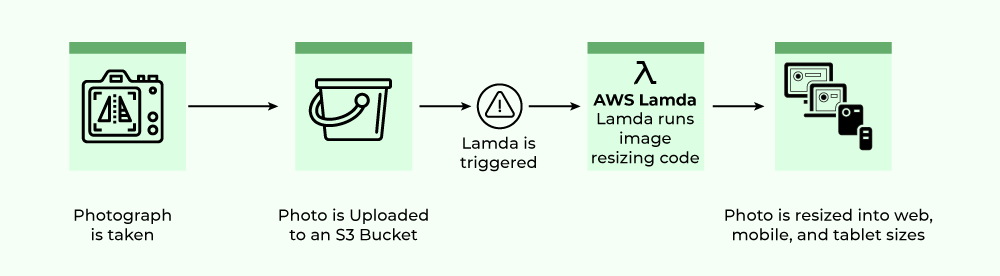 Photograph
is taken
Photo is Uploaded
to an S3 Bucket
Lamda is
triggered
λ
AWS Lamda
Lamda runs
image
resizing code
Photo is resized into web,
mobile, and tablet sizes